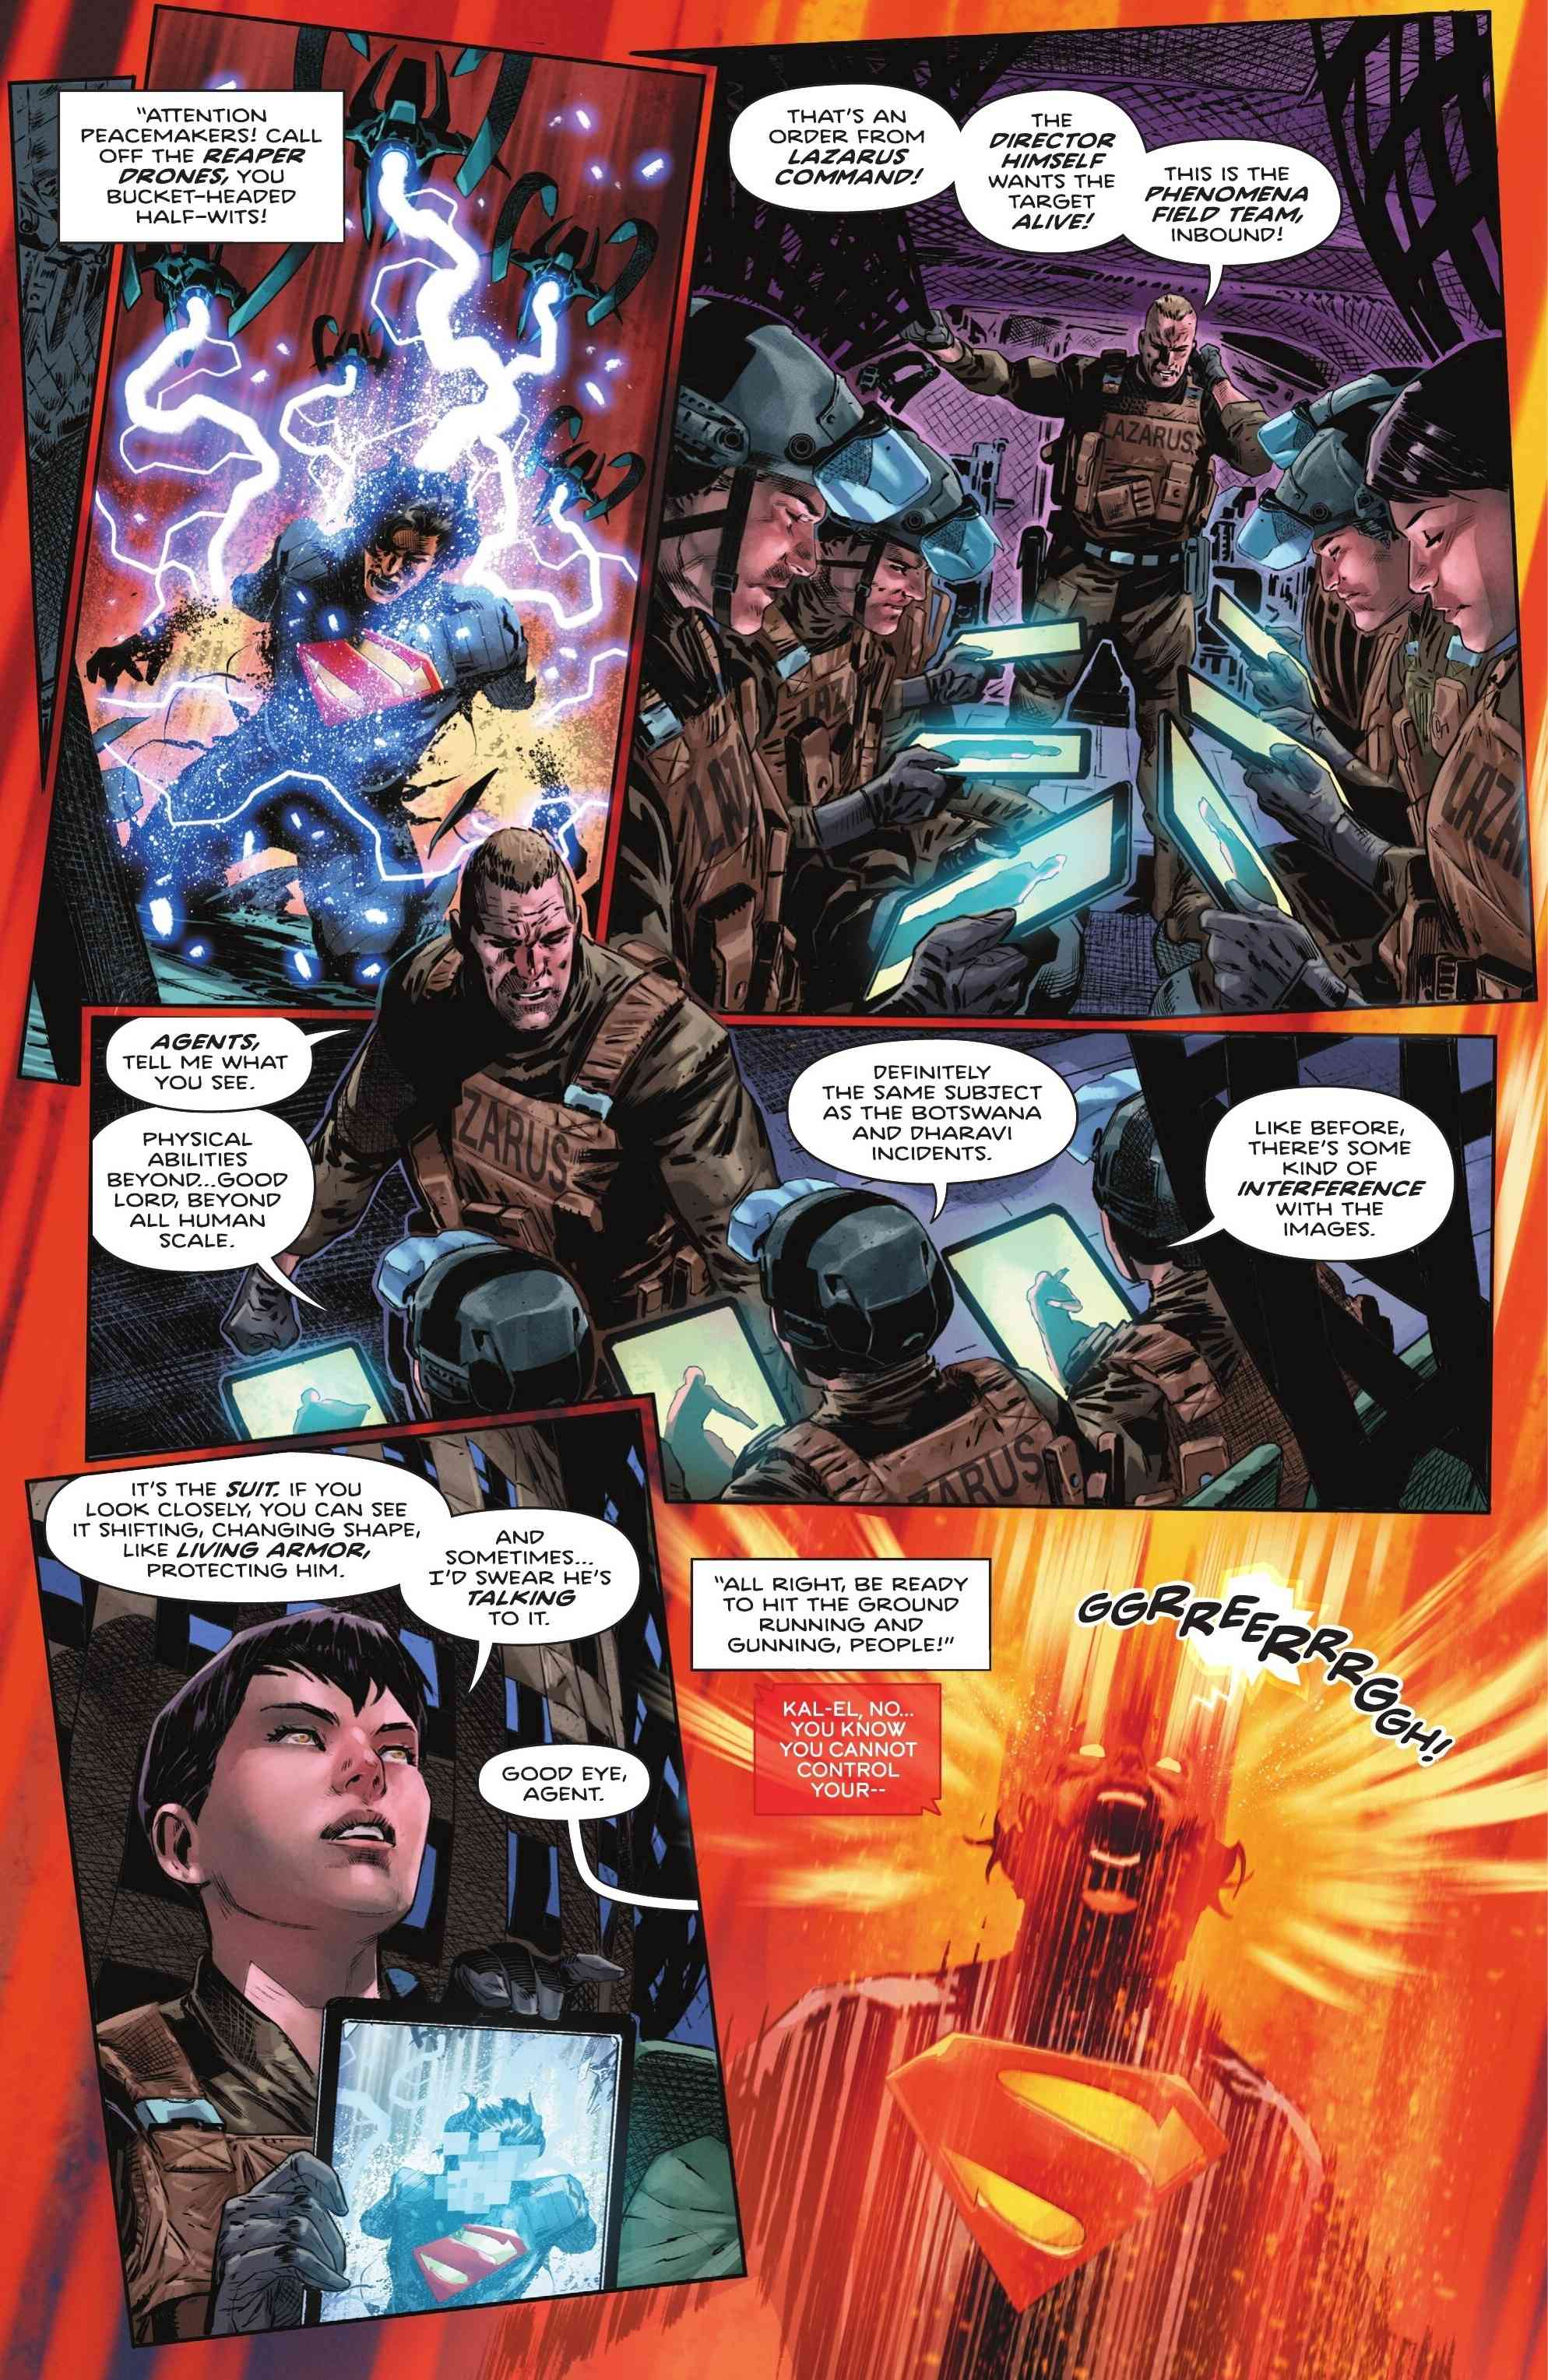 "ATTENTION
PEACEMAKERS! CALL
OFF THE REAPER
DRONES, YOU
BUCKET-HEADED
HALF-WITS!
THAT'S AN
ORDER FROM
LAZARUS
COMMAND!
THE
DIRECTOR
HIMSELF
WANTS THE
TARGET
ALIVE!
THIS IS THE
PHENOMENA
FIELD TEAM,
INBOUND!
LAZARUS
LAZA
LA
LAZA
AGENTS,
TELL ME WHAT
YOU SEE.
PHYSICAL
ABILITIES
BEYOND...GOOD
LORD, BEYOND
ALL HUMAN
SCALE.
ZARUS
DEFINITELY
THE SAME SUBJECT
AS THE BOTSWANA
AND DHARAVI
INCIDENTS.
LIKE BEFORE,
THERE'S SOME
KIND OF
INTERFERENCE
WITH THE
IMAGES.
ZARUS
IT'S THE SUIT. IF YOU
LOOK CLOSELY, YOU CAN SEE
IT SHIFTING, CHANGING SHAPE,
LIKE LIVING ARMOR,
PROTECTING HIM.
AND
SOMETIMES...
I'D SWEAR HE'S
TALKING
TO IT.
GOOD EYE,
AGENT.
"ALL RIGHT, BE READY
TO HIT THE GROUND
RUNNING AND
GUNNING, PEOPLE!"
KAL-EL, NO...
YOU KNOW
YOU CANNOT
CONTROL
YOUR--
GGRREERRRGGH!